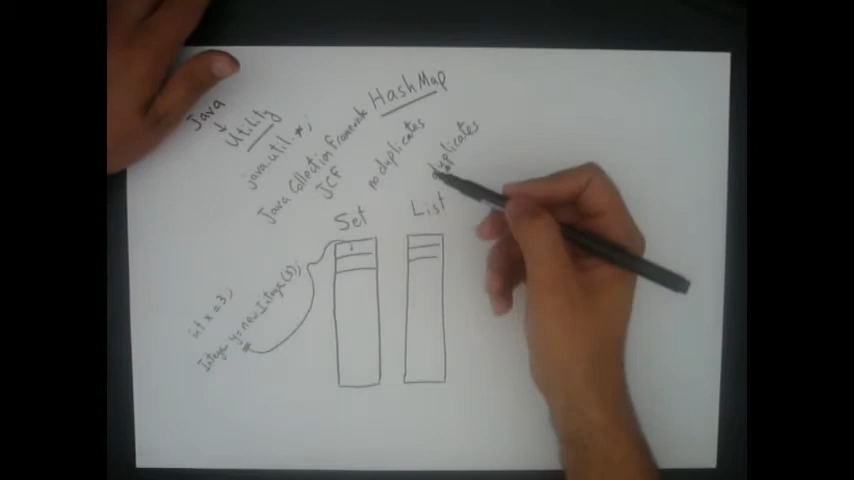 Java
↓
Utility
java.util.*;
Java Collection Framework
JCF
HashMap
no duplicates
duplicates
Set
List
int x = 3;
Integer y = new Integer(3);